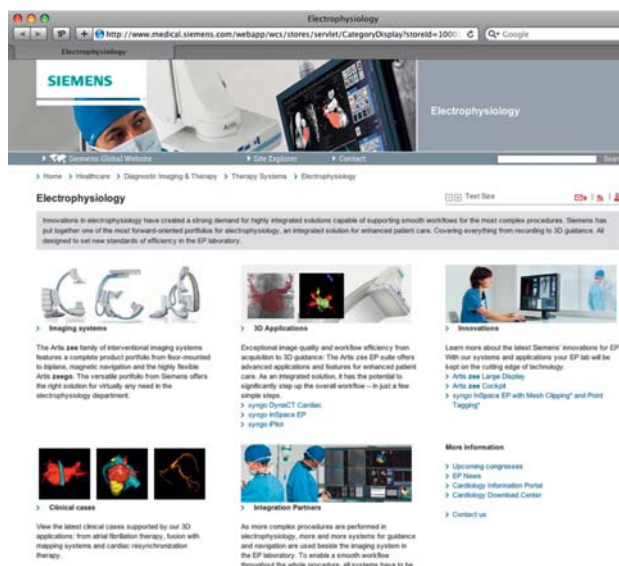 Electrophysiology
http://www.medical.siemens.com/webapp/wcs/stores/servlet/CategoryDisplay?storeId=1000
Google
Electrophysiology
SIEMENS
Artis
Electrophysiology
Siemens Global Website
Site Explorer
Contact
Home > Healthcare > Diagnostic Imaging & Therapy > Therapy Systems > Electrophysiology
Electrophysiology
Text Size
Innovations in electrophysiology have created a strong demand for highly integrated solutions capable of supporting smooth workflows for the most complex procedures. Siemens has
put together one of the most forward-oriented portfolios for electrophysiology, an integrated solution for enhanced patient care. Covering everything from recording to 3D guidance. All
designed to set new standards of efficiency in the EP laboratory.
Imaging systems
The Artis zee family of interventional imaging systems
features a complete product portfolio from floor-mounted
to biplane, magnetic navigation and the highly flexible
Artis zeego. The versatile portfolio from Siemens offers
the right solution for virtually any need in the
electrophysiology department.
3D Applications
Exceptional image quality and workflow efficiency from
acquisition to 3D guidance: The Artis zee EP suite offers
advanced applications and features for enhanced patient
care. As an integrated solution, it has the potential to
significantly step up the overall workflow – in just a few
simple steps.
> syngo DynaCT Cardiac
> syngo InSpace EP
> syngo iPilot
Innovations
Learn more about the latest Siemens' innovations for EP
With our systems and applications your EP lab will be
kept on the cutting edge of technology.
> Artis zee Large Display
> Artis zee Cockpit
> syngo InSpace EP with Mesh Clipping* and Point
Tagging*
Clinical cases
View the latest clinical cases supported by our 3D
applications: from atrial fibrillation therapy, fusion with
mapping systems and cardiac resynchronization
therapy.
Integration Partners
As more complex procedures are performed in
electrophysiology, more and more systems for guidance
and navigation are used beside the imaging system in
the EP laboratory. To enable a smooth workflow
throughout the whole procedure, all systems have to be
More information
> Upcoming congresses
> EP News
> Cardiology Information Portal
> Cardiology Download Center
> Contact us